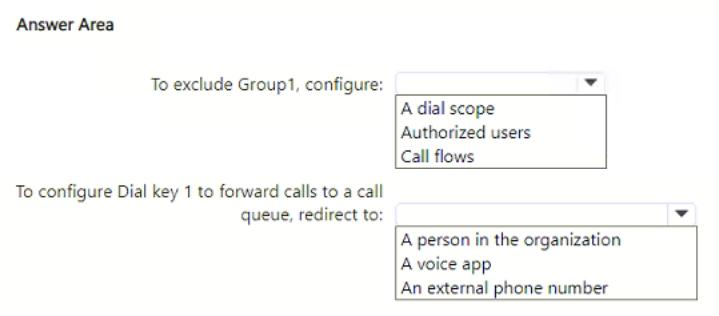 Answer Area
To exclude Group1, configure:
A dial scope
Authorized users
Call flows
To configure Dial key 1 to forward calls to a call
queue, redirect to:
A person in the organization
A voice app
An external phone number